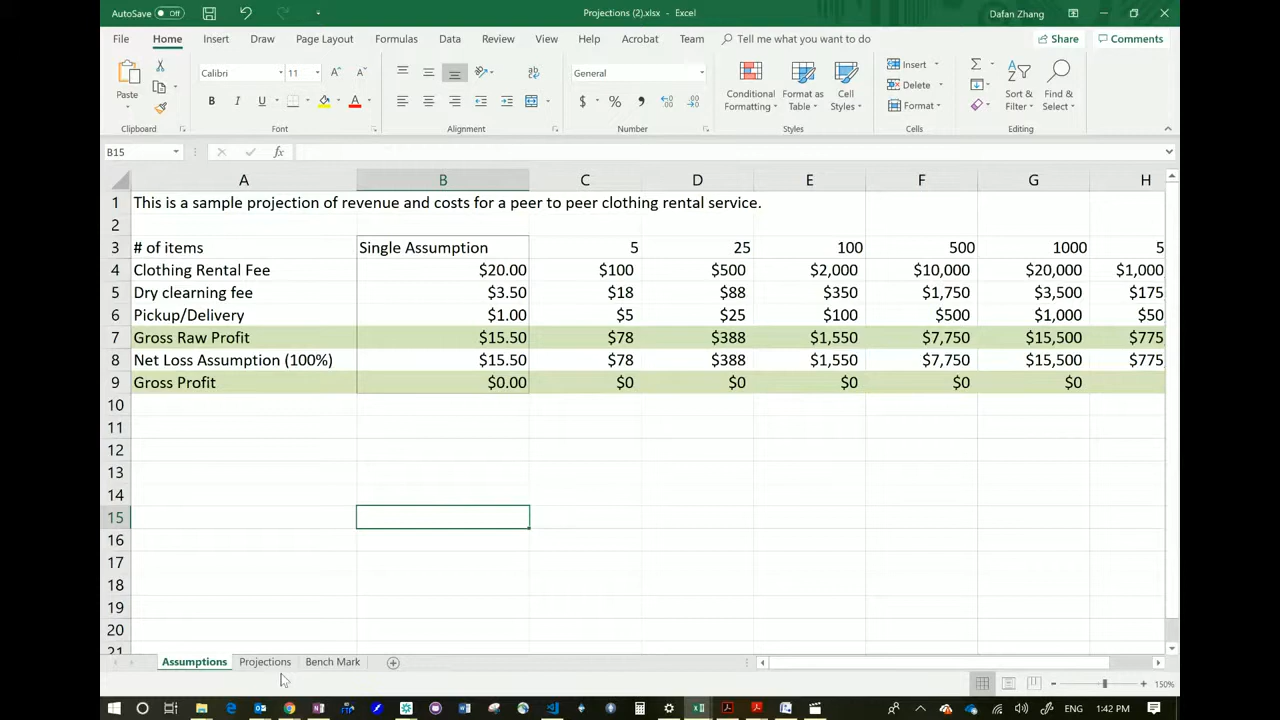 AutoSave Off
Projections (2).xlsx - Excel
Dafan Zhang
File Home Insert Draw Page Layout Formulas Data Review View Help Acrobat Team Tell me what you want to do Share Comments
Paste
Clipboard
Calibri 11
B I U A
Font
Alignment
General
$ % ,
Number
Conditional Formatting
Format as Table
Cell Styles
Styles
Insert
Delete
Format
Cells
Sort & Filter
Find & Select
Editing
B15
fx
A B C D E F G H
1 This is a sample projection of revenue and costs for a peer to peer clothing rental service.
2
3 # of items Single Assumption 5 25 100 500 1000 5
4 Clothing Rental Fee $20.00 $100 $500 $2,000 $10,000 $20,000 $1,000
5 Dry clearning fee $3.50 $18 $88 $350 $1,750 $3,500 $175
6 Pickup/Delivery $1.00 $5 $25 $100 $500 $1,000 $50
7 Gross Raw Profit $15.50 $78 $388 $1,550 $7,750 $15,500 $775
8 Net Loss Assumption (100%) $15.50 $78 $388 $1,550 $7,750 $15,500 $775
9 Gross Profit $0.00 $0 $0 $0 $0 $0
10
11
12
13
14
15
16
17
18
19
20
21
Assumptions Projections Bench Mark
150%
ENG 1:42 PM